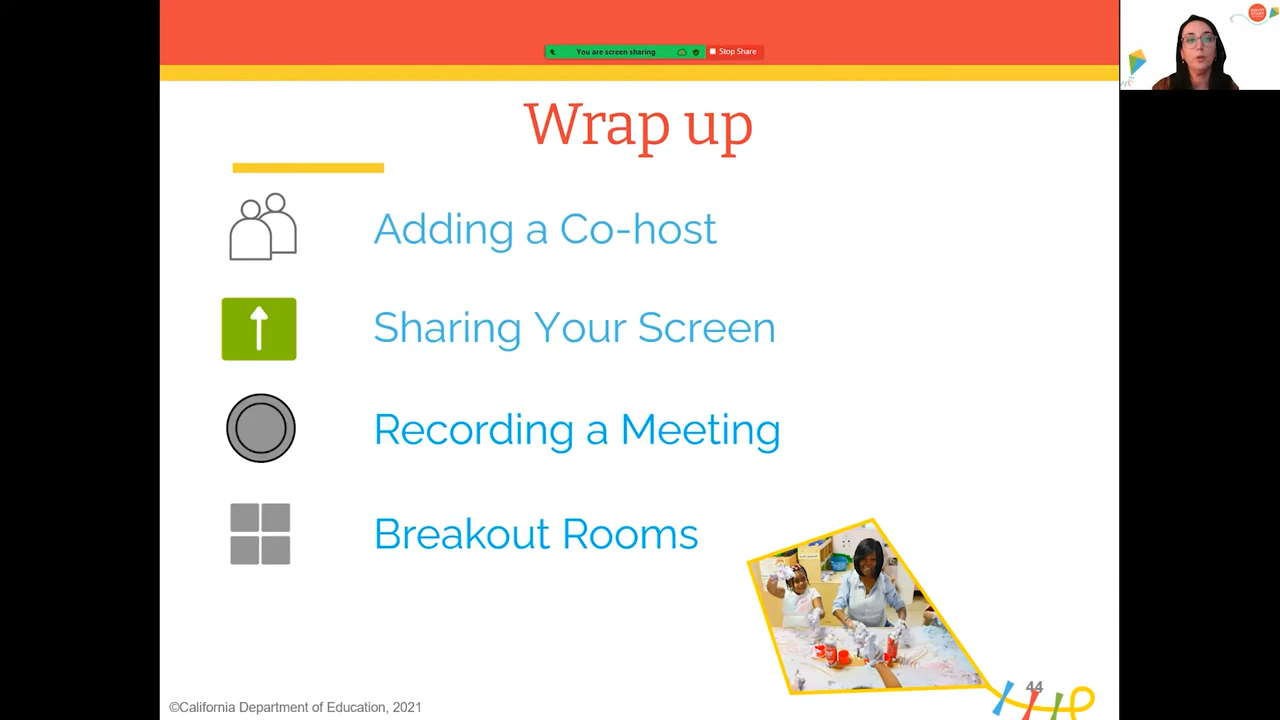 You are screen sharing
Stop Share
Wrap up
Adding a Co-host
Sharing Your Screen
Recording a Meeting
Breakout Rooms
44
©California Department of Education, 2021